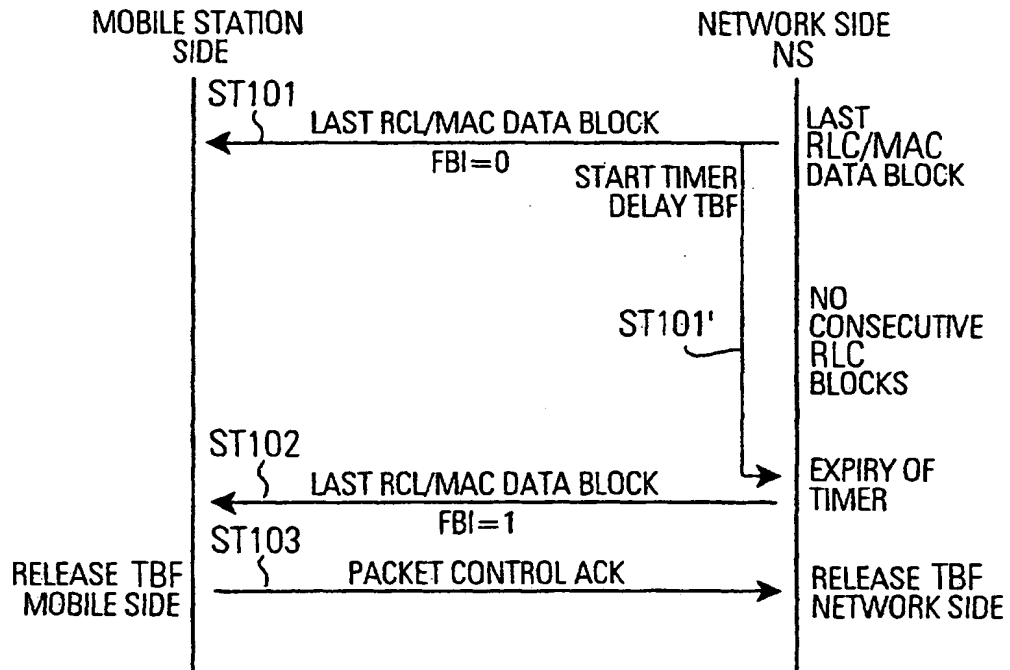 MOBILE STATION
SIDE
NETWORK SIDE
NS
ST101
LAST RCL/MAC DATA BLOCK
FBI=0
LAST
RLC/MAC
DATA BLOCK
START TIMER
DELAY TBF
ST101'
NO
CONSECUTIVE
RLC
BLOCKS
ST102
LAST RCL/MAC DATA BLOCK
FBI=1
EXPIRY OF
TIMER
ST103
RELEASE TBF
MOBILE SIDE
PACKET CONTROL ACK
RELEASE TBF
NETWORK SIDE